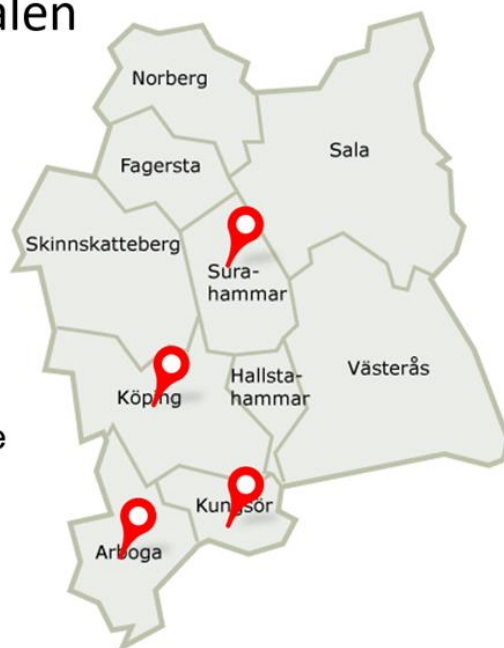 alen
Norberg
Sala
Fagersta
Skinnskatteberg
Sura-
hammar
Västerås
Hallsta-
hammar
Köping
e
Kungsör
Arboga